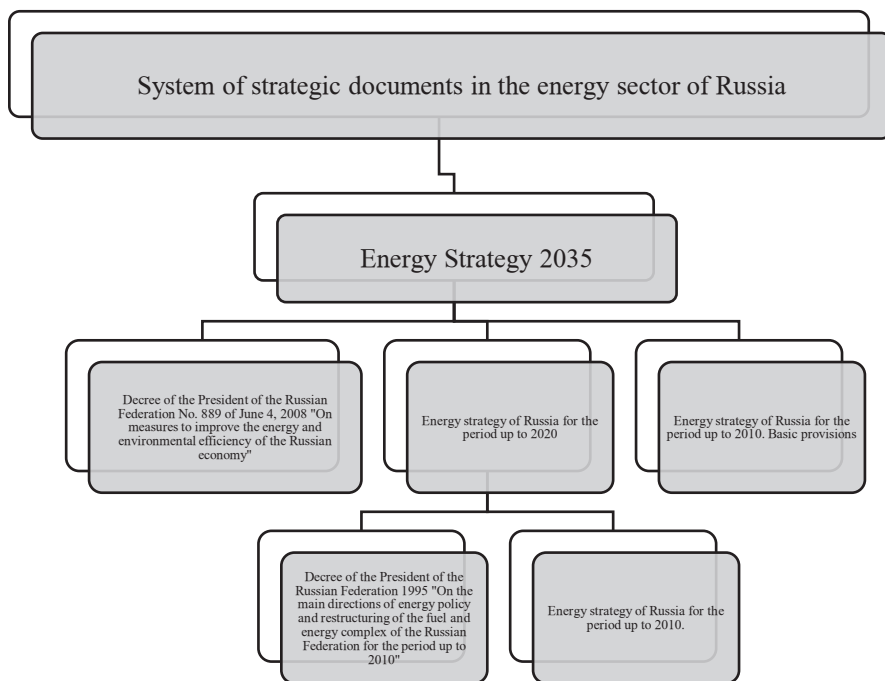 System of strategic documents in the energy sector of Russia
Energy Strategy 2035
Decree of the President of the Russian
Federation No. 889 of June 4, 2008 "On
measures to improve the energy and
environmental efficiency of the Russian
economy"
Energy strategy of Russia for the
period up to 2020
Energy strategy of Russia for the
period up to 2010. Basic provisions
Decree of the President of the
Russian Federation 1995 "On the
main directions of energy policy
and restructuring of the fuel and
energy complex of the Russian
Federation for the period up to
2010"
Energy strategy of Russia for the
period up to 2010.